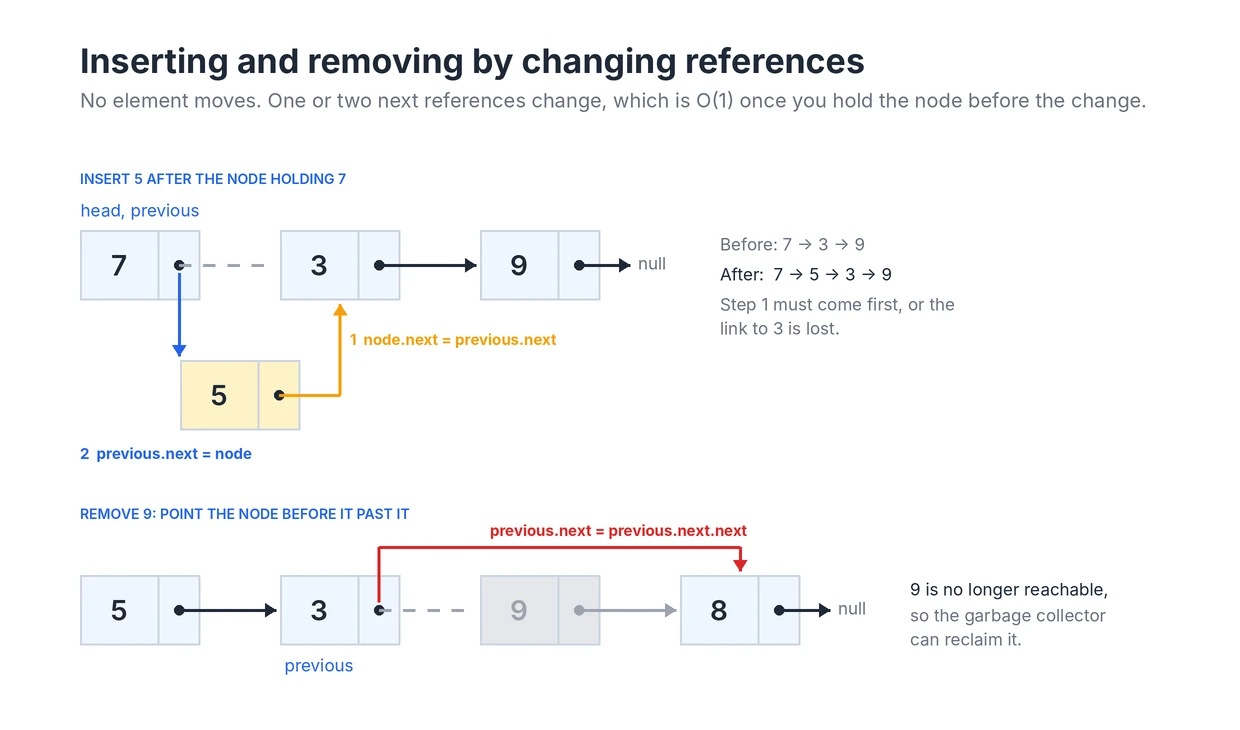 Inserting and removing by changing references
No element moves. One or two next references change, which is O(1) once you hold the node before the change.
INSERT 5 AFTER THE NODE HOLDING 7
head, previous
7
3
9
null
Before: 7 → 3 → 9
After: 7 → 5 → 3 → 9
Step 1 must come first, or the
link to 3 is lost.
1 node.next = previous.next
5
2 previous.next = node
REMOVE 9: POINT THE NODE BEFORE IT PAST IT
previous.next = previous.next.next
5
3
9
8
null
9 is no longer reachable,
so the garbage collector
can reclaim it.
previous